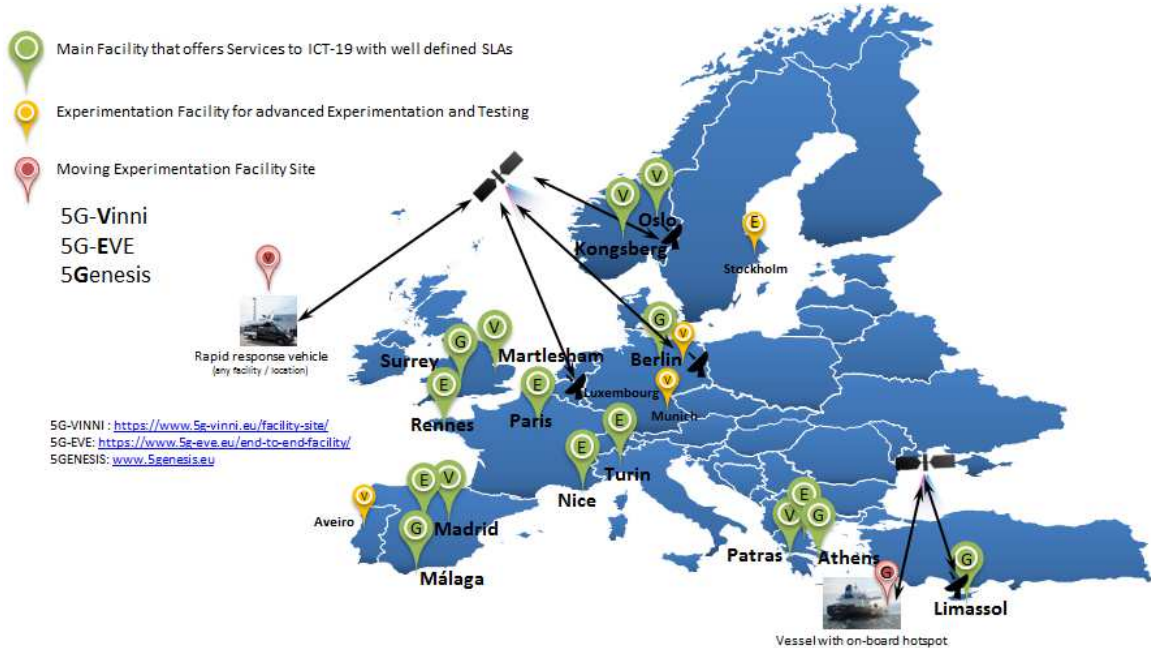 Main Facility that offers Services to ICT-19 with well defined SLAs
Experimentation Facility for advanced Experimentation and Testing
Moving Experimentation Facility Site
5G-Vinni
5G-EVE
5Genesis
V
V
Oslo
Kongsberg
E
Stockholm
V
Rapid response vehicle
(any facility / location)
G
V
Surrey
Martlesham
E
Rennes
E
Paris
Luxembourg
G
V
Berlin
V
Munich
E
Turin
E
Nice
5G-VINNI : https://www.5g-vinni.eu/facility-site/
5G-EVE: https://www.5g-eve.eu/end-to-end-facility/
5GENESIS: www.5genesis.eu
V
Aveiro
E
V
Madrid
G
Málaga
E
V
G
Patras
Athens
G
G
Limassol
Vessel with on-board hotspot